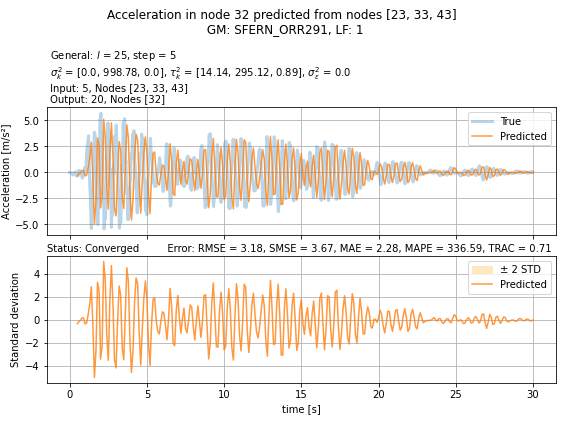 Acceleration in node 32 predicted from nodes [23, 33, 43]
GM: SFERN_ORR291, LF: 1
General: l = 25, step = 5
σ²ₖ = [0.0, 998.78, 0.0], τ²ₖ = [14.14, 295.12, 0.89], σ²ε = 0.0
Input: 5, Nodes [23, 33, 43]
Output: 20, Nodes [32]
Acceleration [m/s²]
5.0
2.5
0.0
−2.5
−5.0
True
Predicted
Status: Converged Error: RMSE = 3.18, SMSE = 3.67, MAE = 2.28, MAPE = 336.59, TRAC = 0.71
Standard deviation
4
2
0
−2
−4
± 2 STD
Predicted
0 5 10 15 20 25 30
time [s]